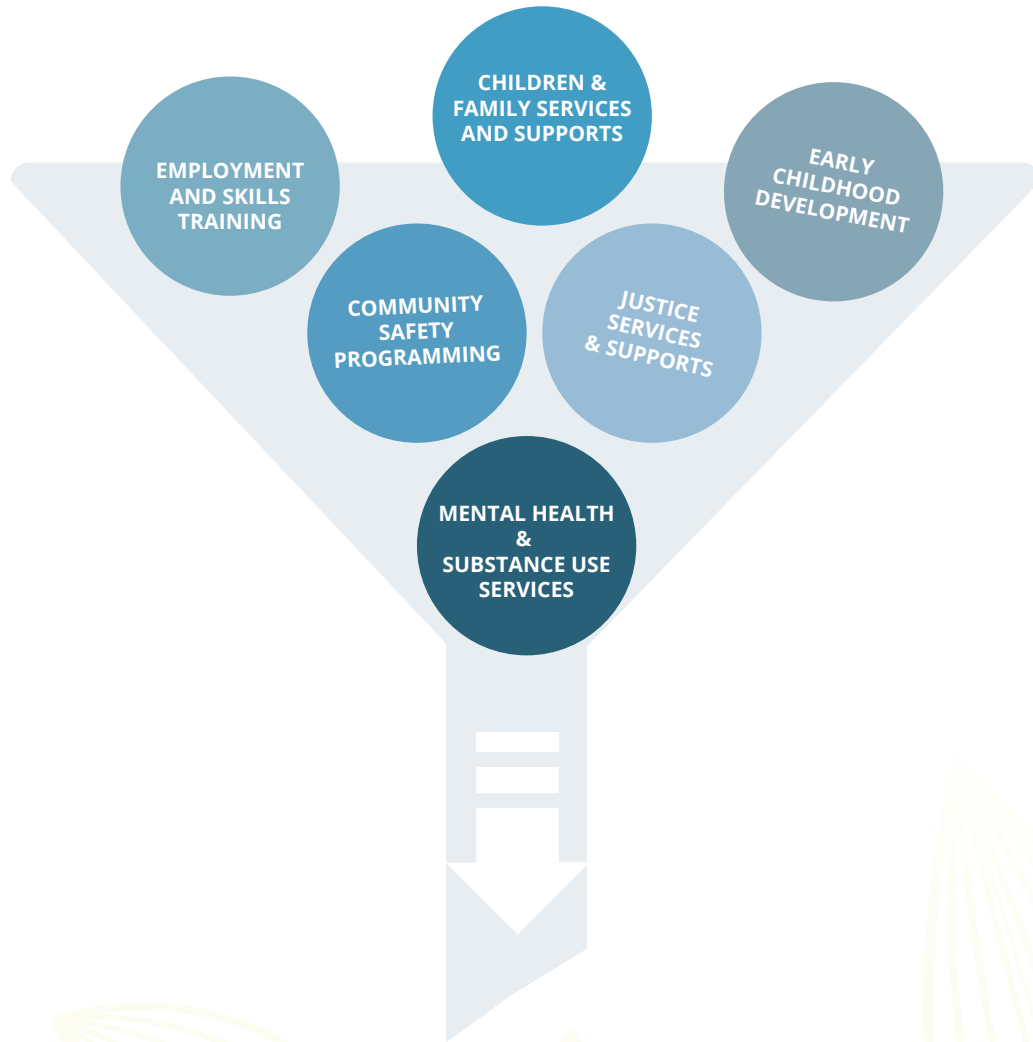 CHILDREN &
FAMILY SERVICES
AND SUPPORTS
EMPLOYMENT
AND SKILLS
TRAINING
EARLY
CHILDHOOD
DEVELOPMENT
COMMUNITY
SAFETY
PROGRAMMING
JUSTICE
SERVICES
& SUPPORTS
MENTAL HEALTH
&
SUBSTANCE USE
SERVICES